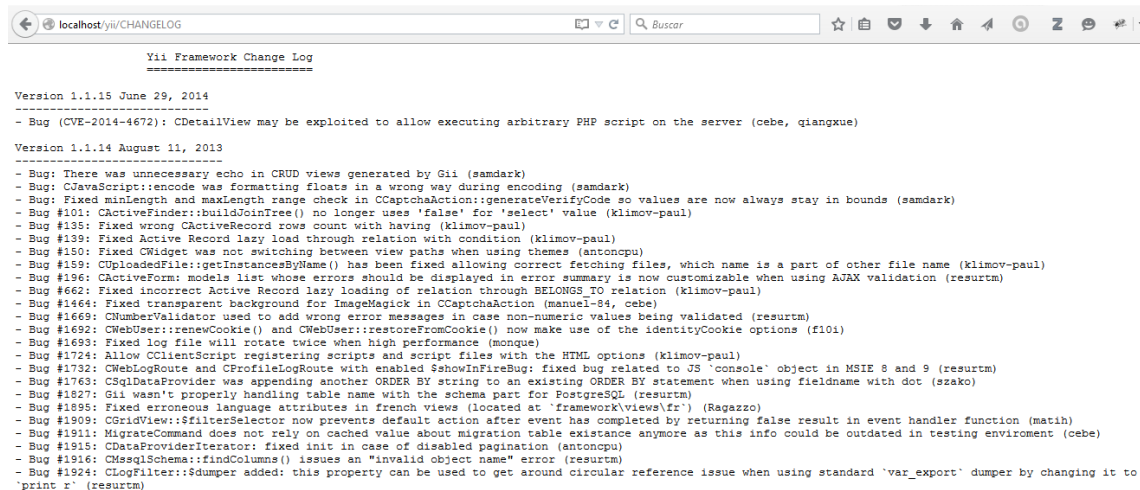 localhost/yii/CHANGELOG
Buscar
Yii Framework Change Log
========================
Version 1.1.15 June 29, 2014
----------------------------
- Bug (CVE-2014-4672): CDetailView may be exploited to allow executing arbitrary PHP script on the server (cebe, qiangxue)
Version 1.1.14 August 11, 2013
------------------------------
- Bug: There was unnecessary echo in CRUD views generated by Gii (samdark)
- Bug: CJavaScript::encode was formatting floats in a wrong way during encoding (samdark)
- Bug: Fixed minLength and maxLength range check in CCaptchaAction::generateVerifyCode so values are now always stay in bounds (samdark)
- Bug #101: CActiveFinder::buildJoinTree() no longer uses 'false' for 'select' value (klimov-paul)
- Bug #135: Fixed wrong CActiveRecord rows count with having (klimov-paul)
- Bug #139: Fixed Active Record lazy load through relation with condition (klimov-paul)
- Bug #150: Fixed CWidget was not switching between view paths when using themes (antoncpu)
- Bug #159: CUploadedFile::getInstancesByName() has been fixed allowing correct fetching files, which name is a part of other file name (klimov-paul)
- Bug #196: CActiveForm: models list whose errors should be displayed in error summary is now customizable when using AJAX validation (resurtm)
- Bug #662: Fixed incorrect Active Record lazy loading of relation through BELONGS_TO relation (klimov-paul)
- Bug #1464: Fixed transparent background for ImageMagick in CCaptchaAction (manuel-84, cebe)
- Bug #1669: CNumberValidator used to add wrong error messages in case non-numeric values being validated (resurtm)
- Bug #1692: CWebUser::renewCookie() and CWebUser::restoreFromCookie() now make use of the identityCookie options (f10i)
- Bug #1693: Fixed log file will rotate twice when high performance (monque)
- Bug #1724: Allow CClientScript registering scripts and script files with the HTML options (klimov-paul)
- Bug #1732: CWebLogRoute and CProfileLogRoute with enabled $showInFireBug: fixed bug related to JS `console` object in MSIE 8 and 9 (resurtm)
- Bug #1763: CSqlDataProvider was appending another ORDER BY string to an existing ORDER BY statement when using fieldname with dot (szako)
- Bug #1827: Gii wasn't properly handling table name with the schema part for PostgreSQL (resurtm)
- Bug #1895: Fixed erroneous language attributes in french views (located at `framework\views\fr`) (Ragazzo)
- Bug #1909: CGridView::$filterSelector now prevents default action after event has completed by returning false result in event handler function (matih)
- Bug #1911: MigrateCommand does not rely on cached value about migration table existance anymore as this info could be outdated in testing enviroment (cebe)
- Bug #1915: CDataProviderIterator: fixed init in case of disabled pagination (antoncpu)
- Bug #1916: CMssqlSchema::findColumns() issues an "invalid object name" error (resurtm)
- Bug #1924: CLogFilter::$dumper added: this property can be used to get around circular reference issue when using standard `var_export` dumper by changing it to
`print_r` (resurtm)